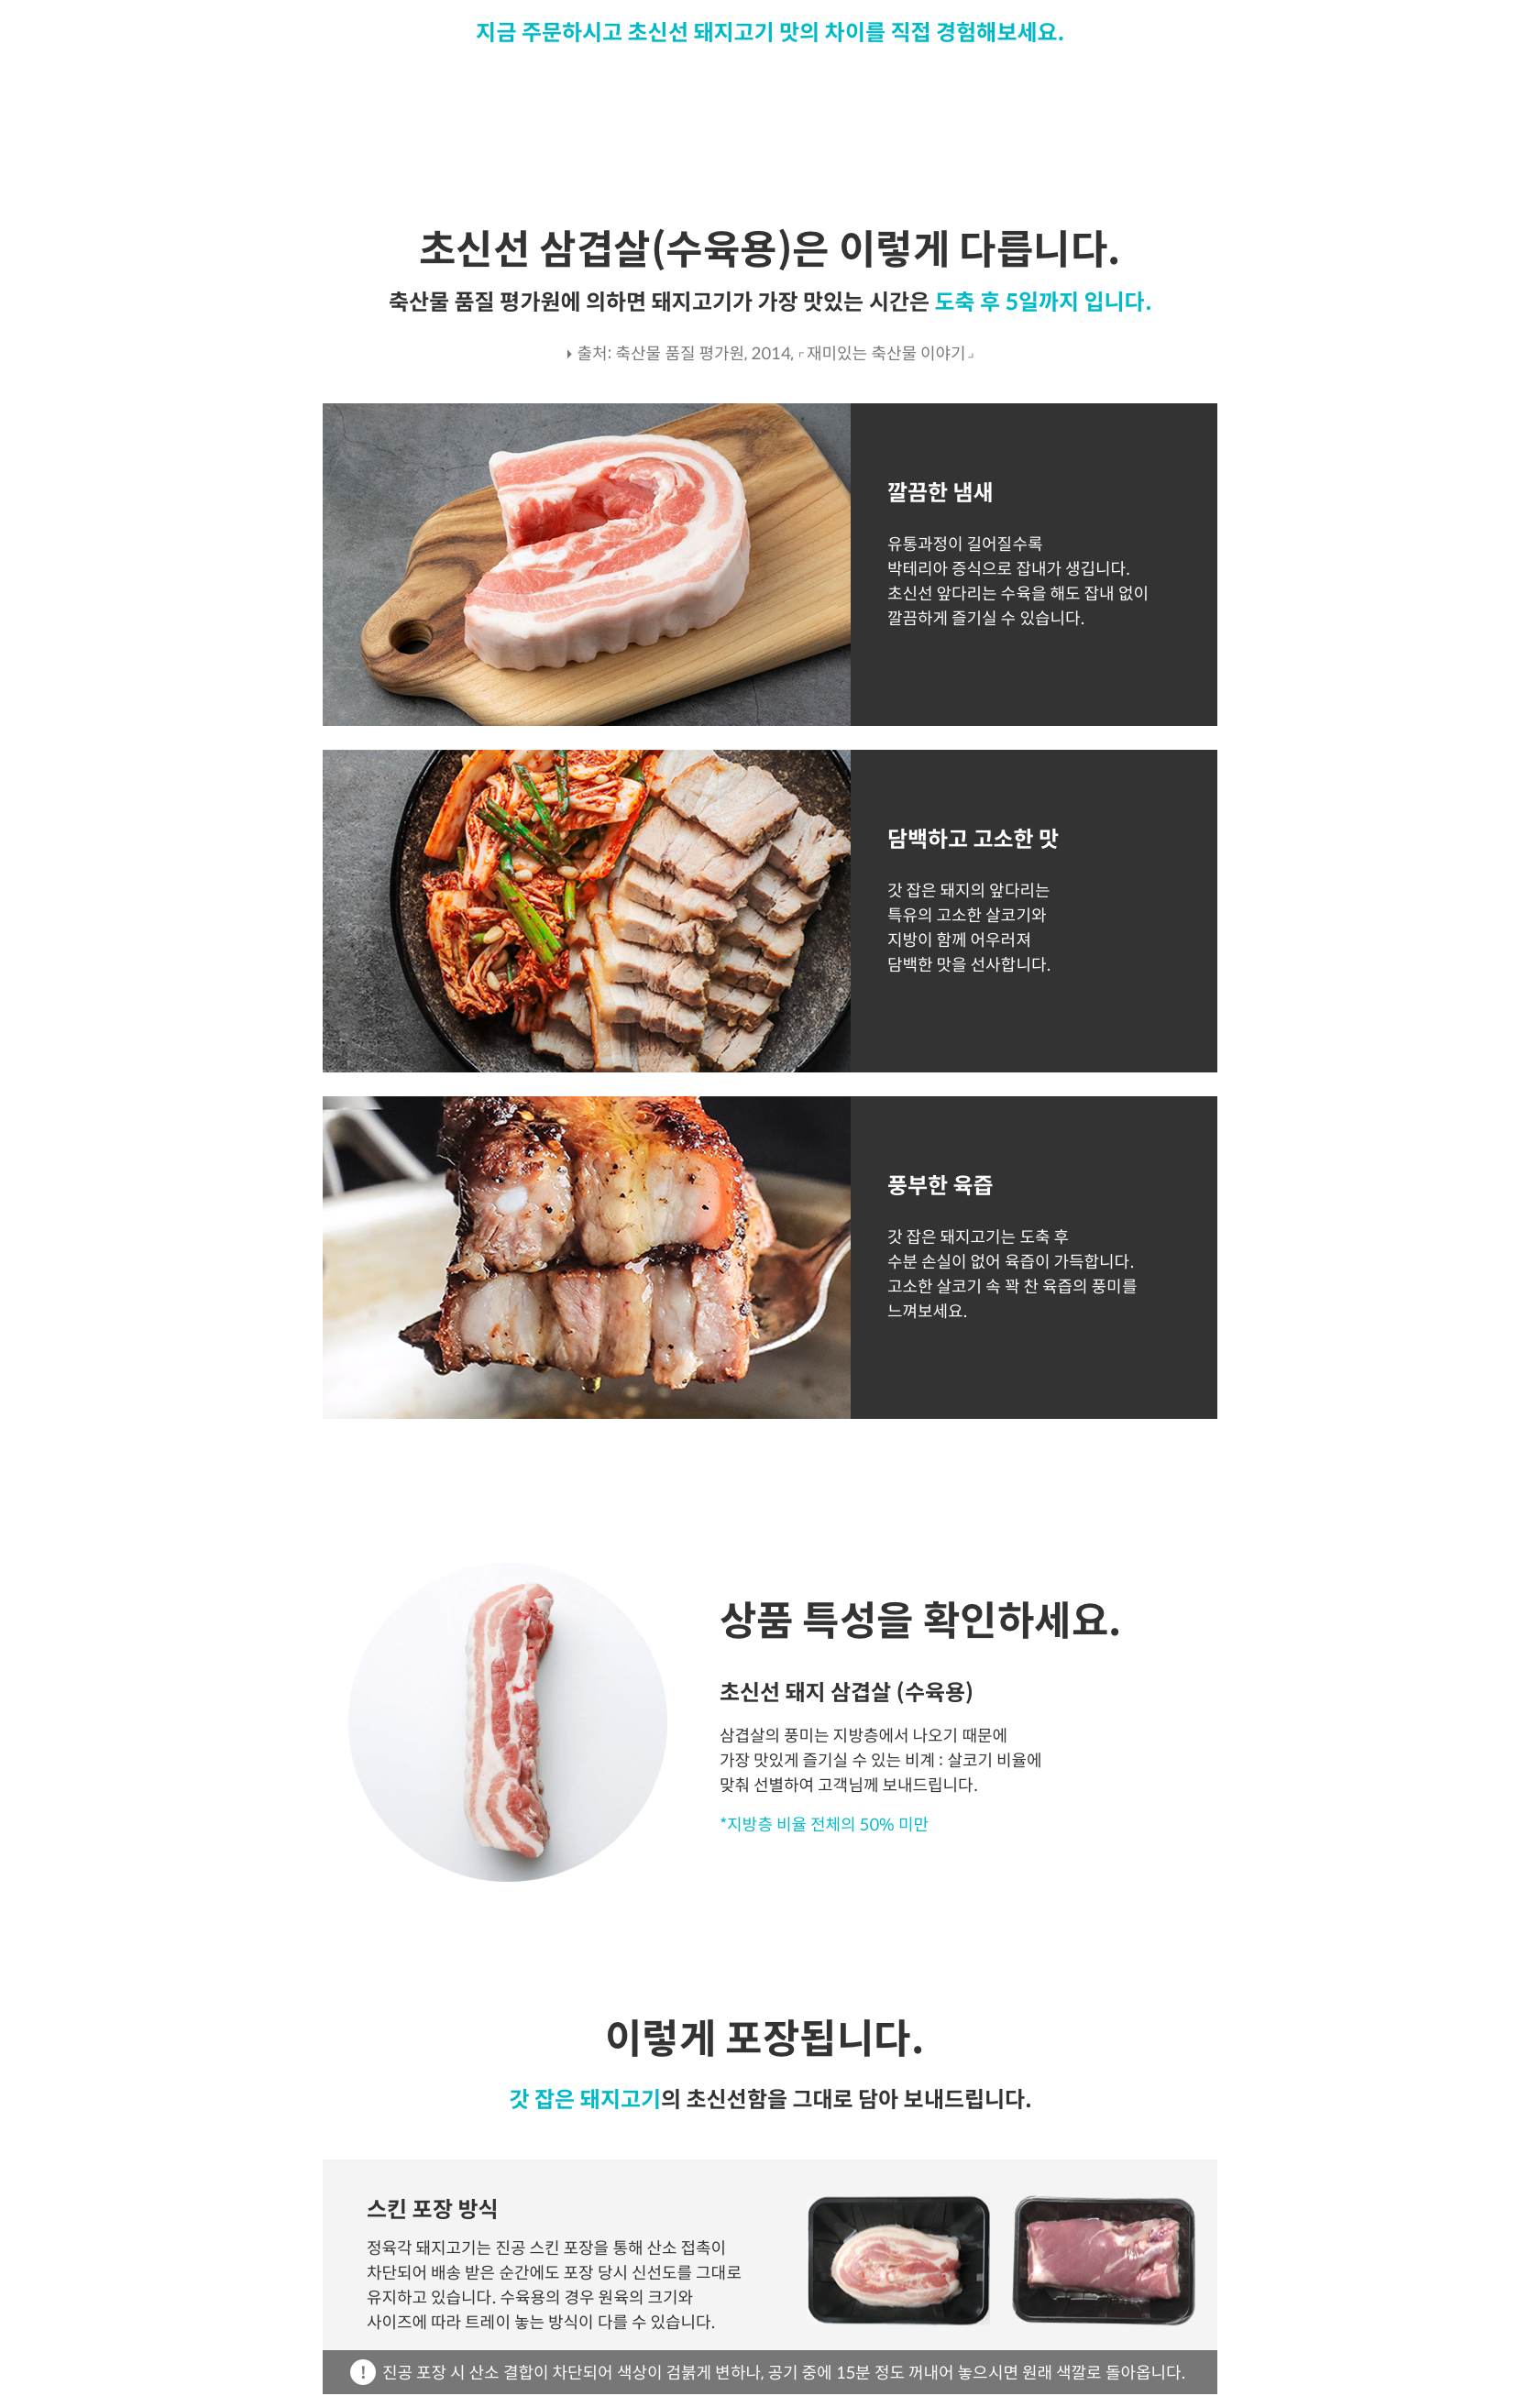 지금 주문하시고 초신선 돼지고기 맛의 차이를 직접 경험해보세요.
초신선 삼겹살(수육용)은 이렇게 다릅니다.
축산물 품질 평가원에 의하면 돼지고기가 가장 맛있는 시간은 도축 후 5일까지 입니다.
출처: 축산물 품질 평가원, 2014, 「재미있는 축산물 이야기」
깔끔한 냄새
유통과정이 길어질수록
박테리아 증식으로 잡내가 생깁니다.
초신선 앞다리는 수육을 해도 잡내 없이
깔끔하게 즐기실 수 있습니다.
담백하고 고소한 맛
갓 잡은 돼지의 앞다리는
특유의 고소한 살코기와
지방이 함께 어우러져
담백한 맛을 선사합니다.
풍부한 육즙
갓 잡은 돼지고기는 도축 후
수분 손실이 없어 육즙이 가득합니다.
고소한 살코기 속 꽉 찬 육즙의 풍미를
느껴보세요.
상품 특성을 확인하세요.
초신선 돼지 삼겹살 (수육용)
삼겹살의 풍미는 지방층에서 나오기 때문에
가장 맛있게 즐기실 수 있는 비계 : 살코기 비율에
맞춰 선별하여 고객님께 보내드립니다.
*지방층 비율 전체의 50% 미만
이렇게 포장됩니다.
갓 잡은 돼지고기의 초신선함을 그대로 담아 보내드립니다.
스킨 포장 방식
정육각 돼지고기는 진공 스킨 포장을 통해 산소 접촉이
차단되어 배송 받은 순간에도 포장 당시 신선도를 그대로
유지하고 있습니다. 수육용의 경우 원육의 크기와
사이즈에 따라 트레이 놓는 방식이 다를 수 있습니다.
! 진공 포장 시 산소 결합이 차단되어 색상이 검붉게 변하나, 공기 중에 15분 정도 꺼내어 놓으시면 원래 색깔로 돌아옵니다.